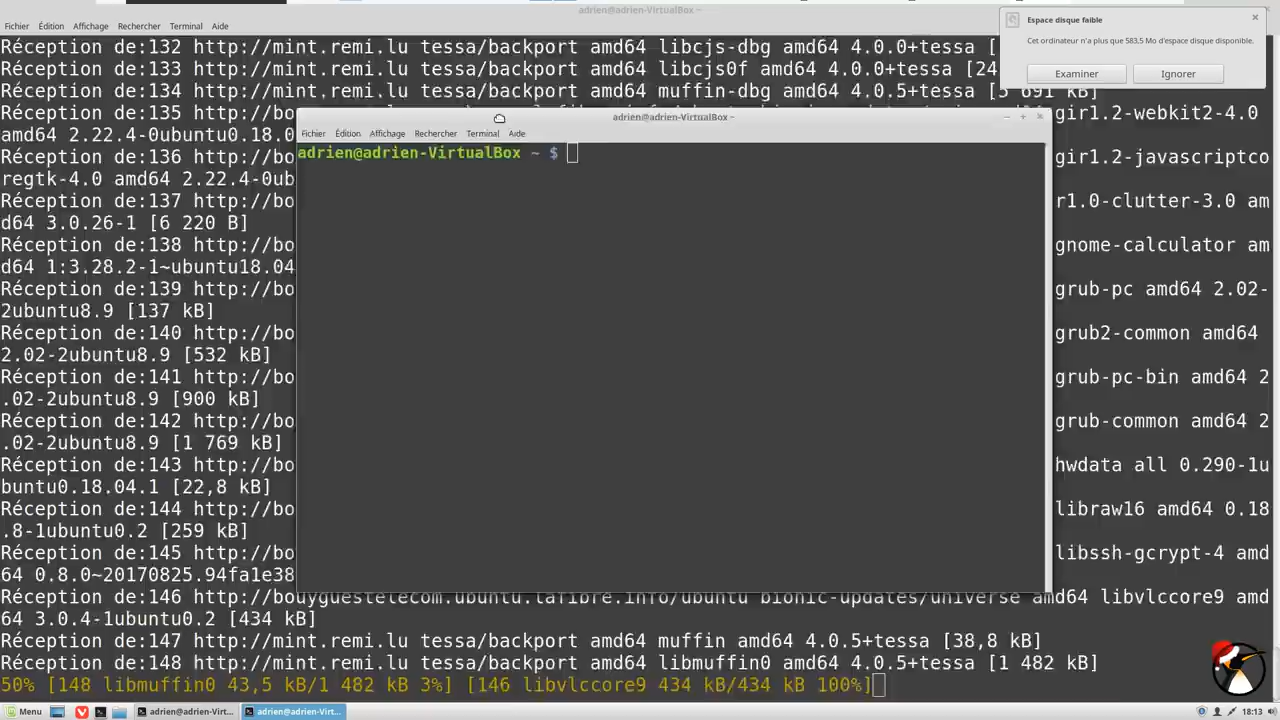 adrien@adrien-VirtualBox ~
Fichier Édition Affichage Rechercher Terminal Aide
Espace disque faible
Cet ordinateur n'a plus que 583,5 Mo d'espace disque disponible.
Examiner Ignorer
Réception de:132 http://mint.remi.lu tessa/backport amd64 libcjs-dbg amd64 4.0.0+tessa [
Réception de:133 http://mint.remi.lu tessa/backport amd64 libcjs0f amd64 4.0.0+tessa [24
Réception de:134 http://mint.remi.lu tessa/backport amd64 muffin-dbg amd64 4.0.5+tessa [5 691 kB]
Réception de:135 http://bo gir1.2-webkit2-4.0
amd64 2.22.4-0ubuntu0.18.0
Réception de:136 http://bo gir1.2-javascriptco
regtk-4.0 amd64 2.22.4-0ub
Réception de:137 http://bo r1.0-clutter-3.0 am
d64 3.0.26-1 [6 220 B]
Réception de:138 http://bo gnome-calculator am
d64 1:3.28.2-1~ubuntu18.04
Réception de:139 http://bo grub-pc amd64 2.02-
2ubuntu8.9 [137 kB]
Réception de:140 http://bo grub2-common amd64
2.02-2ubuntu8.9 [532 kB]
Réception de:141 http://bo grub-pc-bin amd64 2
.02-2ubuntu8.9 [900 kB]
Réception de:142 http://bo grub-common amd64 2
.02-2ubuntu8.9 [1 769 kB]
Réception de:143 http://bo hwdata all 0.290-1u
buntu0.18.04.1 [22,8 kB]
Réception de:144 http://bo libraw16 amd64 0.18
.8-1ubuntu0.2 [259 kB]
Réception de:145 http://bo libssh-gcrypt-4 amd
64 0.8.0~20170825.94fa1e38
Réception de:146 http://bouyguestelecom.ubuntu.lafibre.info/ubuntu bionic-updates/universe amd64 libvlccore9 amd
64 3.0.4-1ubuntu0.2 [434 kB]
Réception de:147 http://mint.remi.lu tessa/backport amd64 muffin amd64 4.0.5+tessa [38,8 kB]
Réception de:148 http://mint.remi.lu tessa/backport amd64 libmuffin0 amd64 4.0.5+tessa [1 482 kB]
50% [148 libmuffin0 43,5 kB/1 482 kB 3%] [146 libvlccore9 434 kB/434 kB 100%]
adrien@adrien-VirtualBox ~
Fichier Édition Affichage Rechercher Terminal Aide
adrien@adrien-VirtualBox ~ $
Menu adrien@adrien-Virt... adrien@adrien-Virt... 18:13